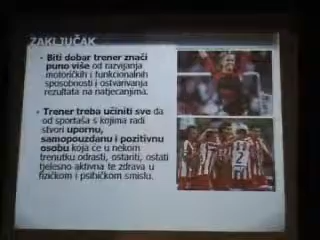 ZAKLJUČAK
• Biti dobar trener znači
puno više od razvijanja
motoričkih i funkcionalnih
sposobnosti i ostvarivanja
rezultata na natjecanjima.
• Trener treba učiniti sve da
od sportaša s kojima radi
stvori upornu,
samopouzdanu i pozitivnu
osobu koja će u nekom
trenutku odrasti, ostariti, ostati
tjelesno aktivna te zdrava u
fizičkom i psihičkom smislu.
2